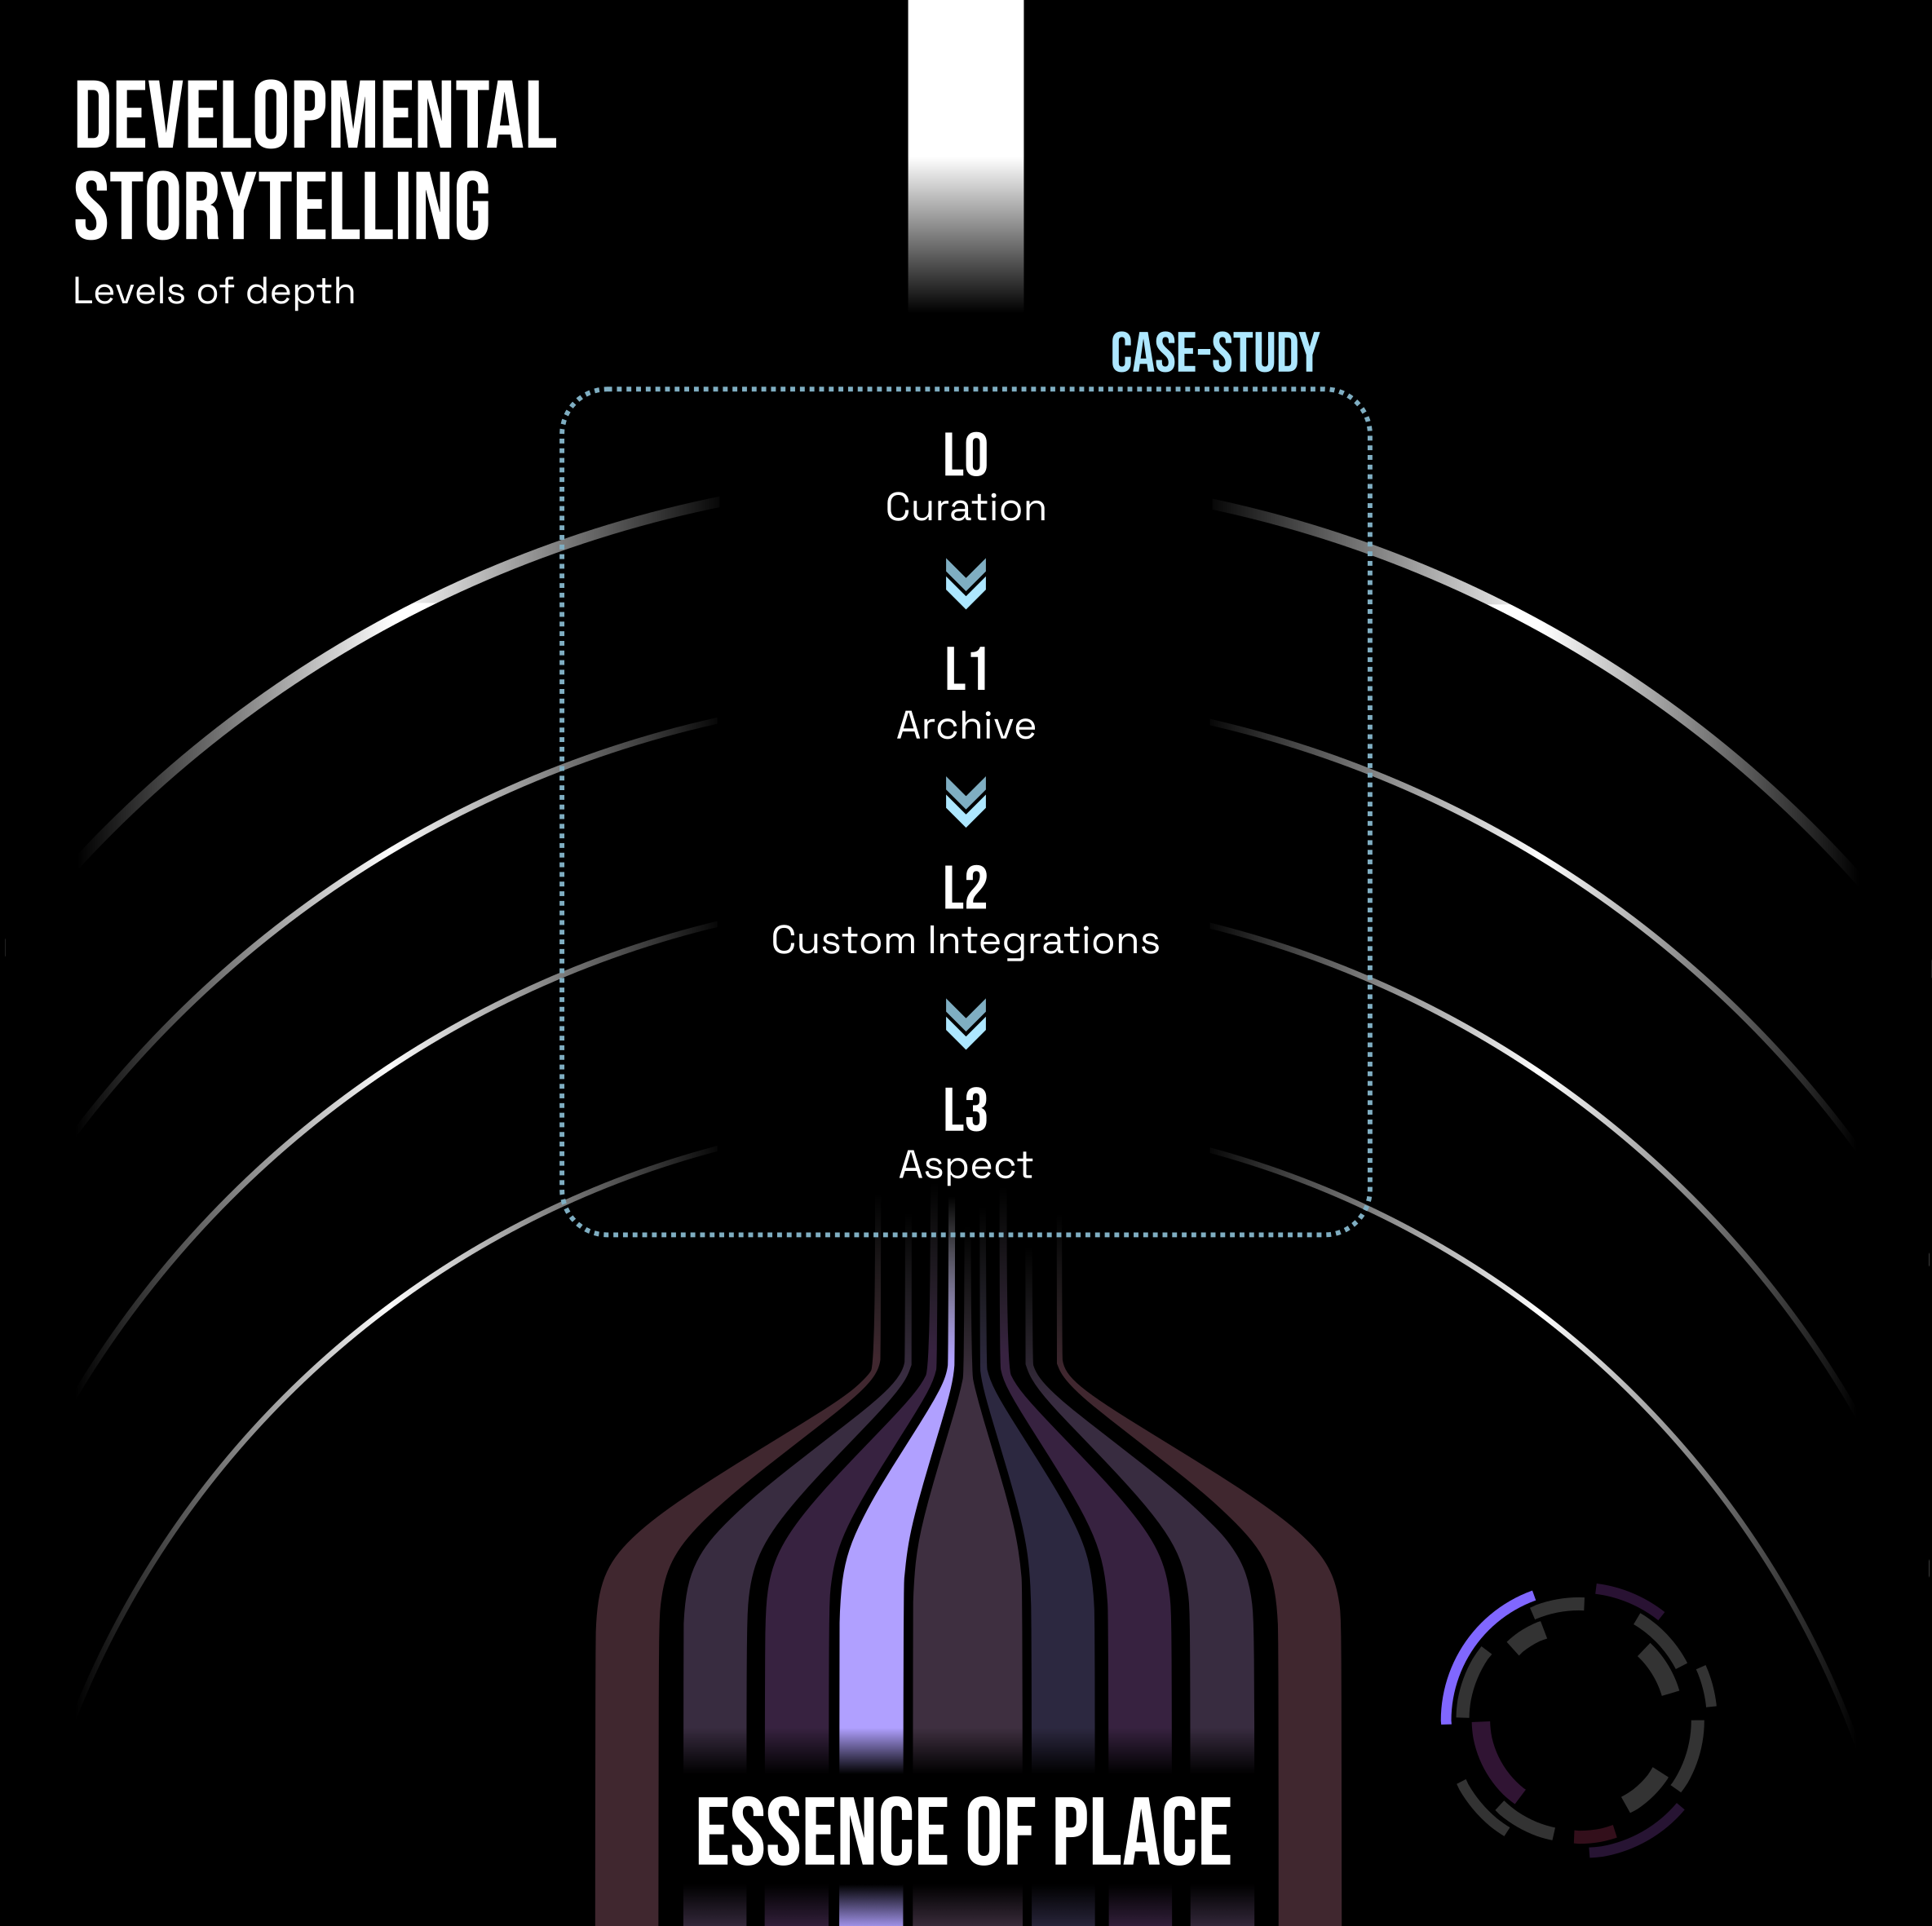 DEVELOPMENTAL
STORYTELLING
Levels of depth
CASE-STUDY
L0
Curation
L1
Archive
L2
Custom Integrations
L3
Aspect
ESSENCE OF PLACE